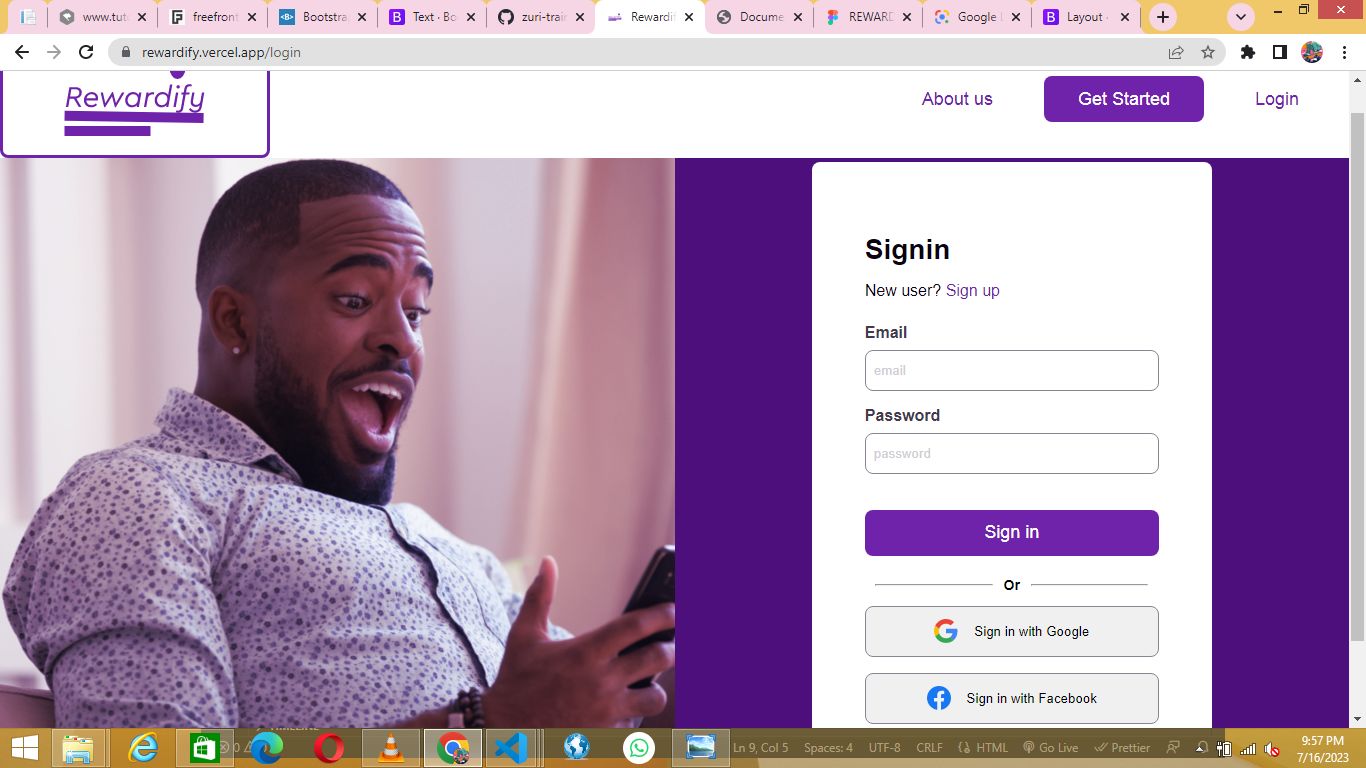 www.tut
freefront
Bootstra
Text · Bo
zuri-trai
Rewardif
Docume
REWARD
Google L
Layout ·
rewardify.vercel.app/login
Rewardify
About us
Get Started
Login
Signin
New user? Sign up
Email
email
Password
password
Sign in
Or
Sign in with Google
Sign in with Facebook
0
Ln 9, Col 5
Spaces: 4
UTF-8
CRLF
HTML
Go Live
Prettier
9:57 PM
7/16/2023